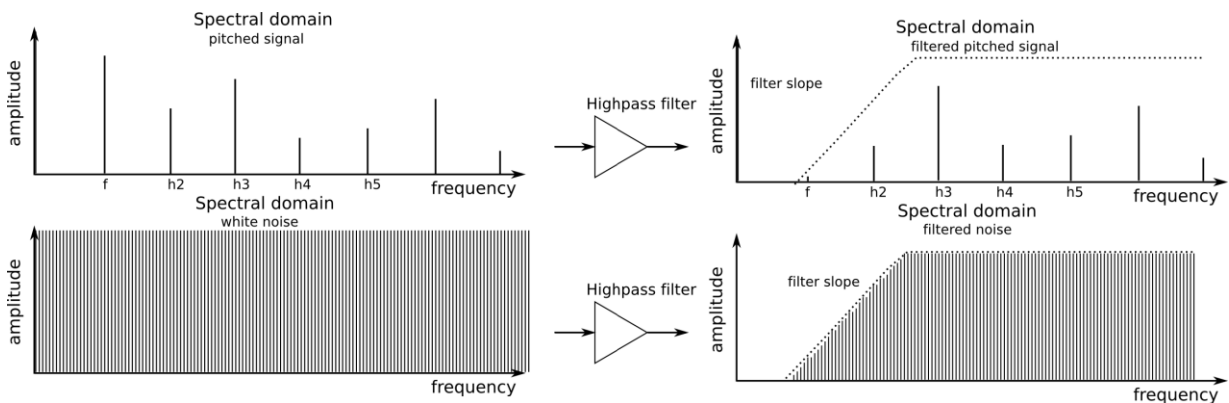 Spectral domain
pitched signal
amplitude
f h2 h3 h4 h5 frequency
Highpass filter
Spectral domain
filtered pitched signal
filter slope
amplitude
f h2 h3 h4 h5 frequency
Spectral domain
white noise
amplitude
frequency
Highpass filter
Spectral domain
filtered noise
filter slope
amplitude
frequency